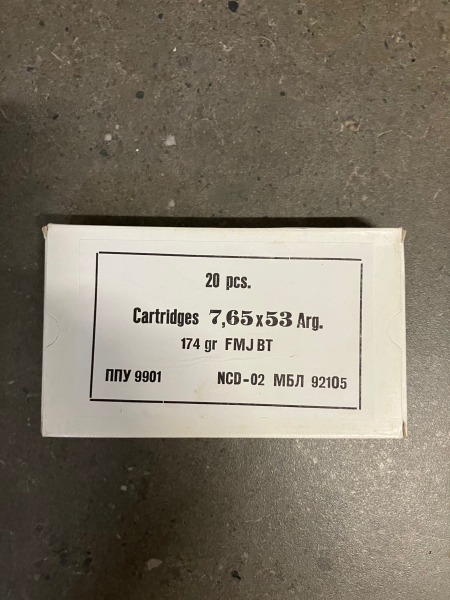 20 pcs.
Cartridges 7,65x53 Arg.
174 gr FMJ BT
ППУ 9901 NCD-02 МБЛ 92105